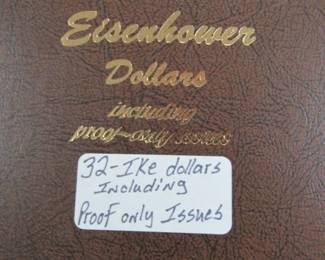 Eisenhower
Dollars
including
proof-only issues
32-IKe dollars
Including
Proof only Issues